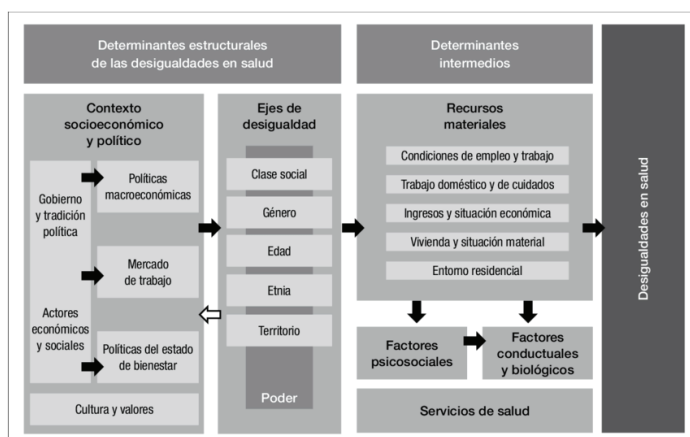 Determinantes estructurales
de las desigualdades en salud
Determinantes
intermedios
Contexto
socioeconómico
y político
Gobierno
y tradición
política
Actores
económicos
y sociales
Políticas
macroeconómicas
Mercado
de trabajo
Políticas del estado
de bienestar
Cultura y valores
Ejes de
desigualdad
Clase social
Género
Edad
Etnia
Territorio
Poder
Recursos
materiales
Condiciones de empleo y trabajo
Trabajo doméstico y de cuidados
Ingresos y situación económica
Vivienda y situación material
Entorno residencial
Factores
psicosociales
Factores
conductuales
y biológicos
Servicios de salud
Desigualdades en salud